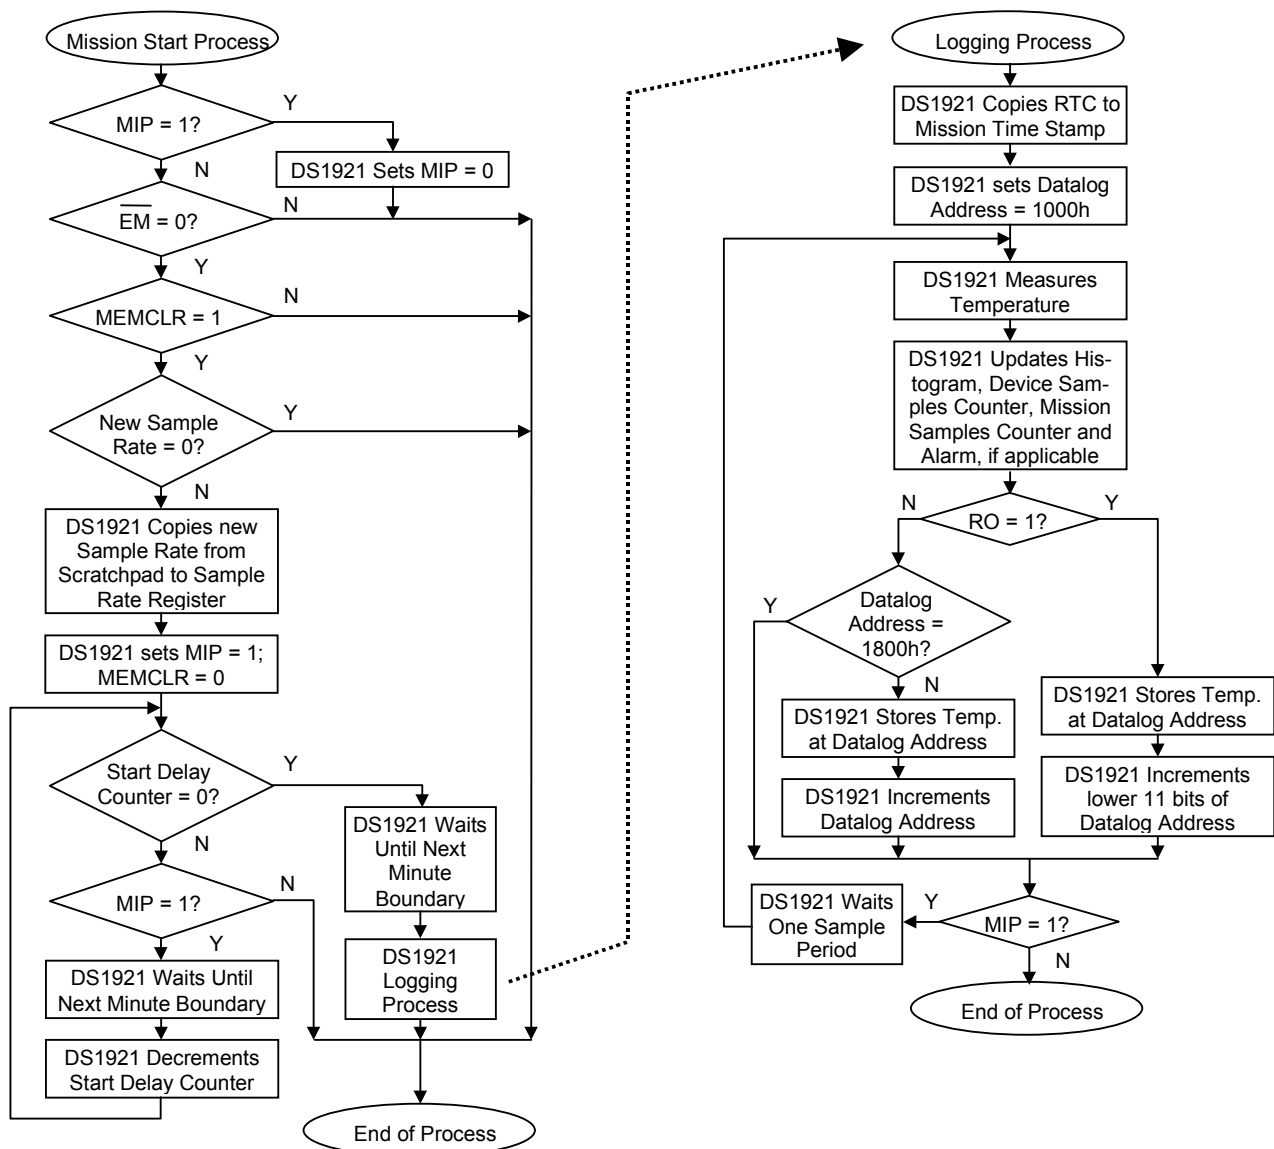 Mission Start Process
MIP = 1?
Y
N
DS1921 Sets MIP = 0
EM = 0?
N
Y
MEMCLR = 1
N
Y
New Sample
Rate = 0?
Y
N
DS1921 Copies new
Sample Rate from
Scratchpad to Sample
Rate Register
DS1921 sets MIP = 1;
MEMCLR = 0
Start Delay
Counter = 0?
Y
N
DS1921 Waits
Until Next
Minute
Boundary
MIP = 1?
N
Y
DS1921
Logging
Process
DS1921 Waits Until
Next Minute Boundary
DS1921 Decrements
Start Delay Counter
End of Process
Logging Process
DS1921 Copies RTC to
Mission Time Stamp
DS1921 sets Datalog
Address = 1000h
DS1921 Measures
Temperature
DS1921 Updates His-
togram, Device Sam-
ples Counter, Mission
Samples Counter and
Alarm, if applicable
N
RO = 1?
Y
Y
Datalog
Address =
1800h?
N
DS1921 Stores Temp.
at Datalog Address
DS1921 Increments
Datalog Address
DS1921 Stores Temp.
at Datalog Address
DS1921 Increments
lower 11 bits of
Datalog Address
DS1921 Waits
One Sample
Period
Y
MIP = 1?
N
End of Process